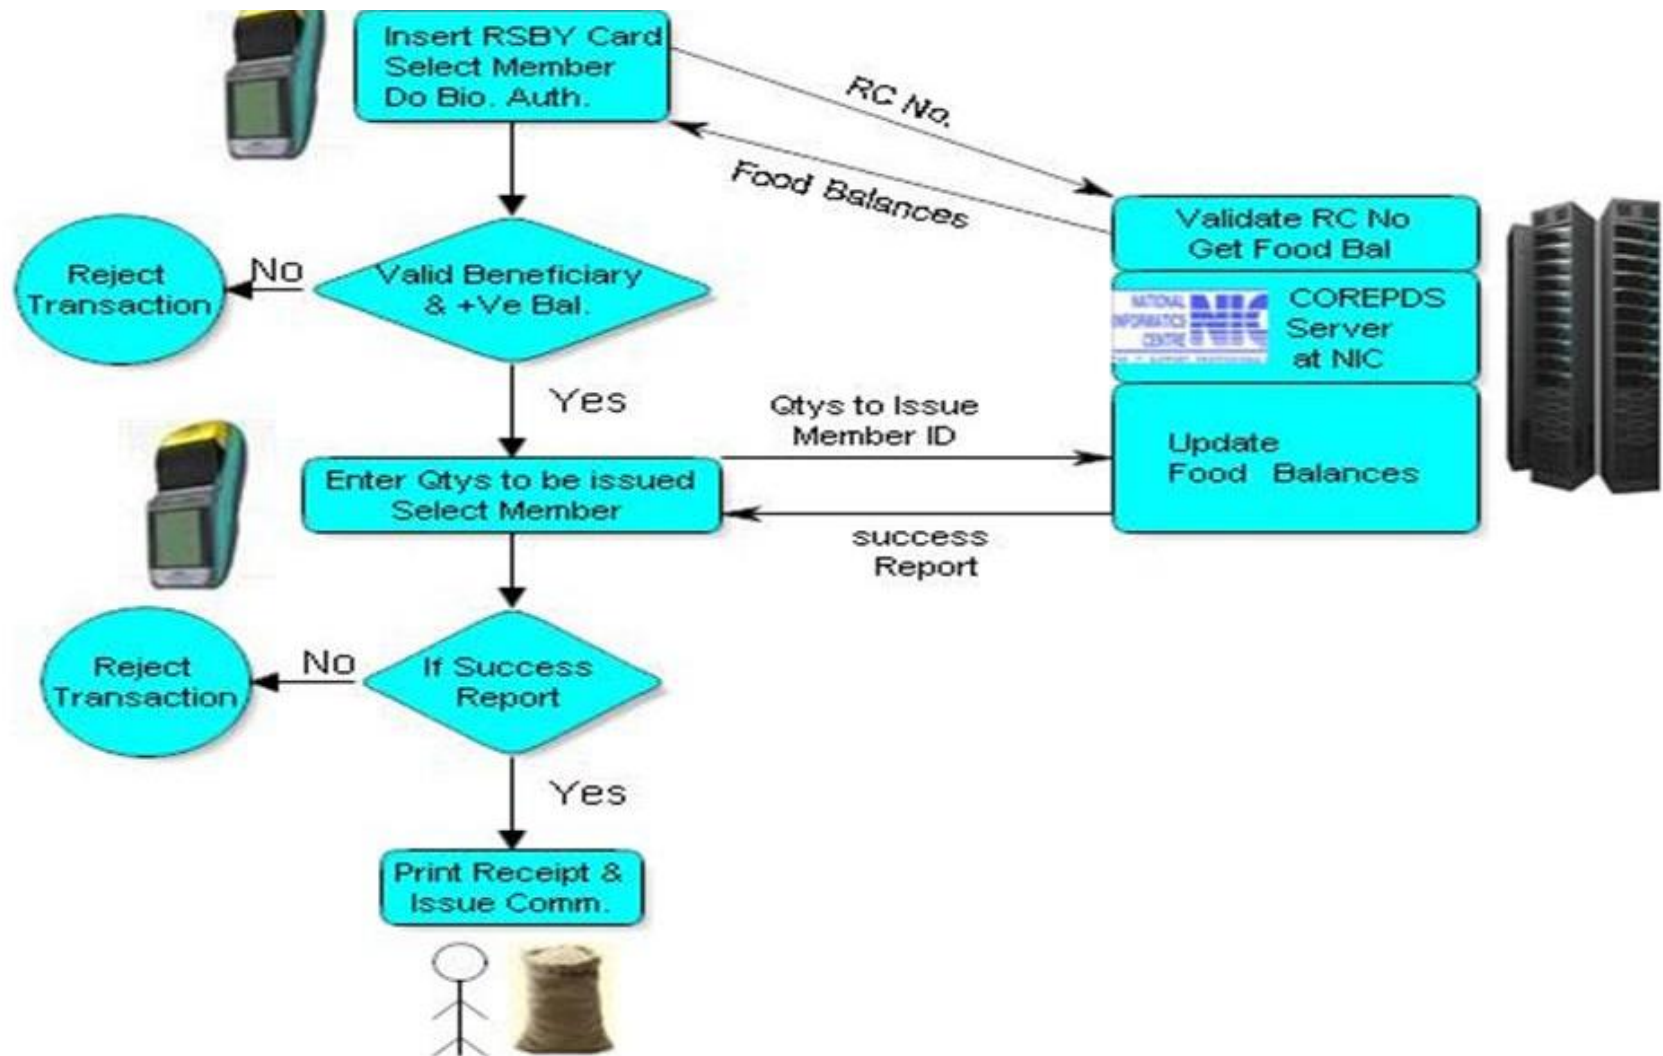 Insert RSBY Card
Select Member
Do Bio. Auth.
RC No.
Food Balances
Validate RC No
Get Food Bal
Reject
Transaction
No
Valid Beneficiary
& +Ve Bal.
NATIONAL
INFORMATICS
CENTRE
NIC
COREPDS
Server
at NIC
Yes
Qtys to Issue
Member ID
Update
Food Balances
Enter Qtys to be issued
Select Member
success
Report
Reject
Transaction
No
If Success
Report
Yes
Print Receipt &
Issue Comm.